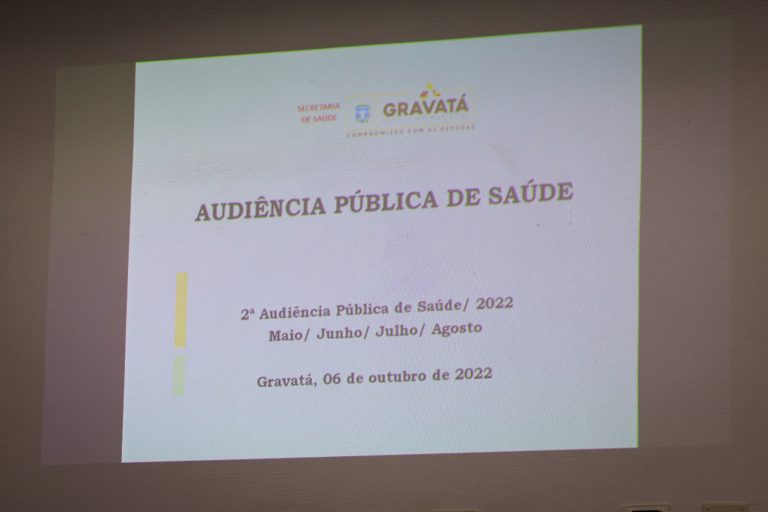 SECRETARIA
DE SAÚDE
GRAVATÁ
COMPROMISSO COM AS PESSOAS
AUDIÊNCIA PÚBLICA DE SAÚDE
2ª Audiência Pública de Saúde/ 2022
Maio/ Junho/ Julho/ Agosto
Gravatá, 06 de outubro de 2022